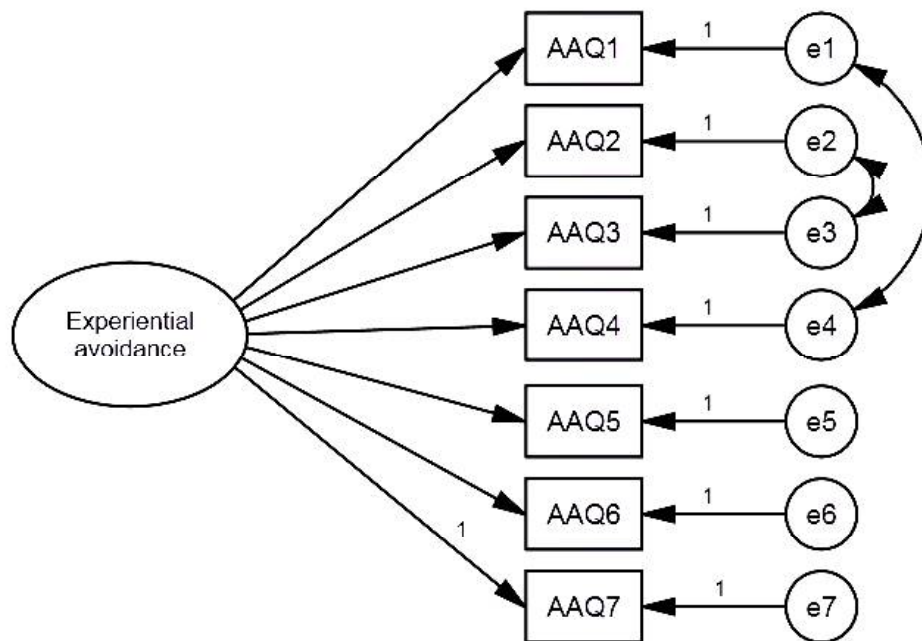 AAQ1
1
e1
AAQ2
1
e2
AAQ3
1
e3
Experiential
avoidance
AAQ4
1
e4
AAQ5
1
e5
AAQ6
1
e6
1
AAQ7
1
e7